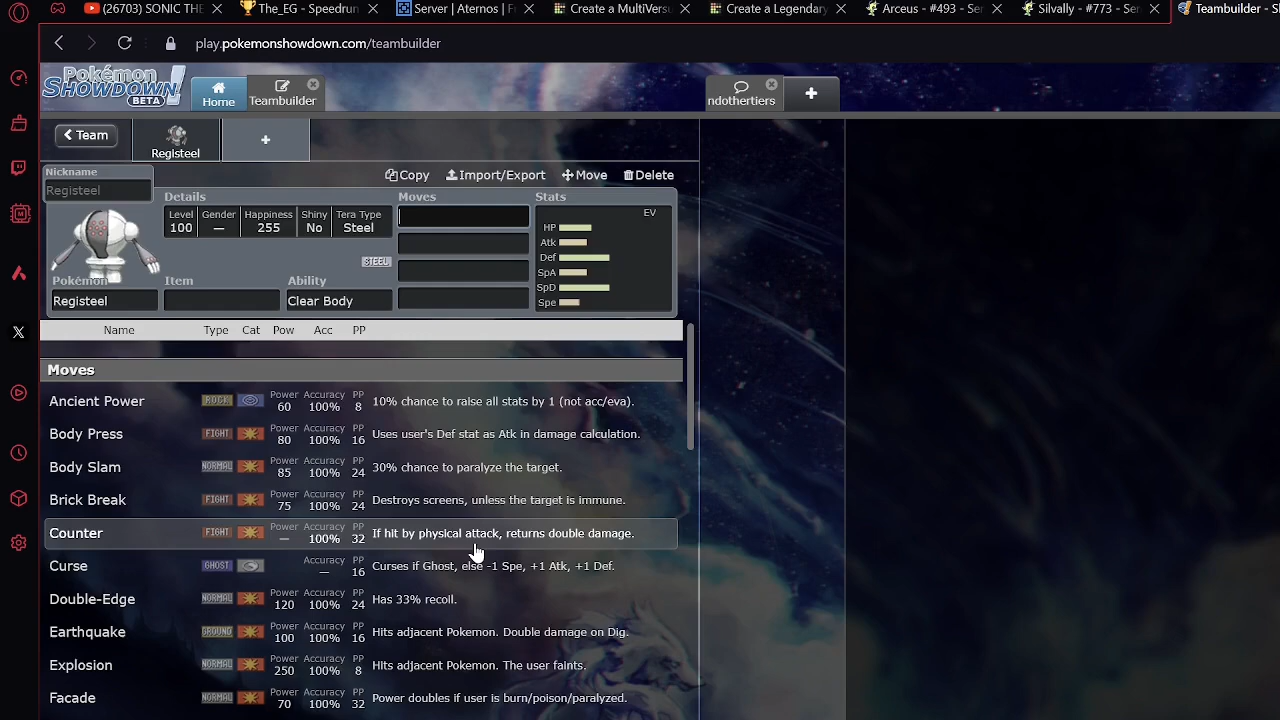 (26703) SONIC THE
The_EG - Speedrun
Server | Aternos | F
Create a MultiVers
Create a Legendary
Arceus - #493 - Ser
Silvally - #773 - Ser
Teambuilder - S
play.pokemonshowdown.com/teambuilder
Pokémon
SHOWDOWN!
BETA
Home
Teambuilder
ndothertiers
+
< Team
Registeel
+
Copy Import/Export Move Delete
Nickname
Registeel
Details
Level Gender Happiness Shiny Tera Type
100 — 255 No Steel
STEEL
Pokémon Item Ability
Registeel Clear Body
Moves
Stats
EV
HP
Atk
Def
SpA
SpD
Spe
Name Type Cat Pow Acc PP
Moves
Ancient Power ROCK Power 60 Accuracy 100% PP 8 10% chance to raise all stats by 1 (not acc/eva).
Body Press FIGHT Power 80 Accuracy 100% PP 16 Uses user's Def stat as Atk in damage calculation.
Body Slam NORMAL Power 85 Accuracy 100% PP 24 30% chance to paralyze the target.
Brick Break FIGHT Power 75 Accuracy 100% PP 24 Destroys screens, unless the target is immune.
Counter FIGHT Power — Accuracy 100% PP 32 If hit by physical attack, returns double damage.
Curse GHOST Accuracy — PP 16 Curses if Ghost, else -1 Spe, +1 Atk, +1 Def.
Double-Edge NORMAL Power 120 Accuracy 100% PP 24 Has 33% recoil.
Earthquake GROUND Power 100 Accuracy 100% PP 16 Hits adjacent Pokemon. Double damage on Dig.
Explosion NORMAL Power 250 Accuracy 100% PP 8 Hits adjacent Pokemon. The user faints.
Facade NORMAL Power 70 Accuracy 100% PP 32 Power doubles if user is burn/poison/paralyzed.